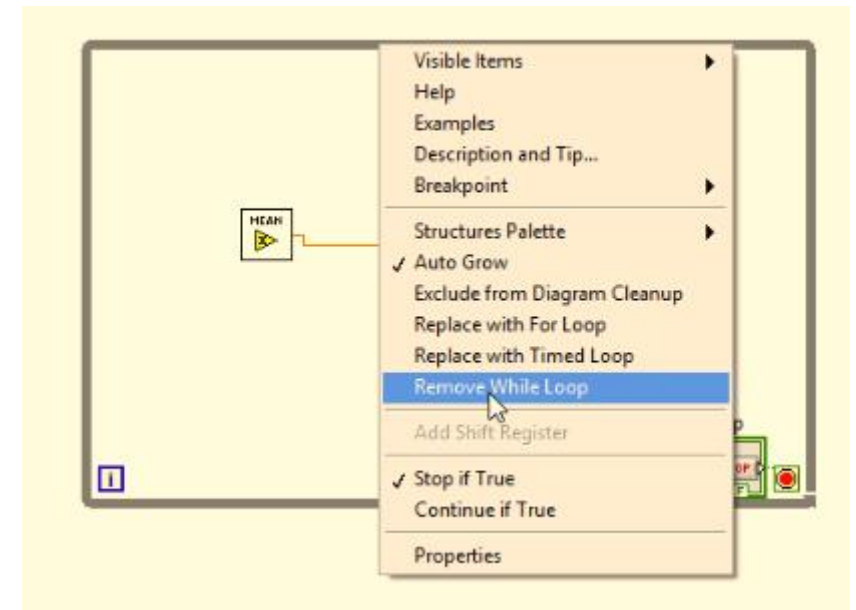 Visible Items
Help
Examples
Description and Tip...
Breakpoint
MEAN
Structures Palette
Auto Grow
Exclude from Diagram Cleanup
Replace with For Loop
Replace with Timed Loop
Remove While Loop
Add Shift Register
i
Stop if True
Continue if True
Properties